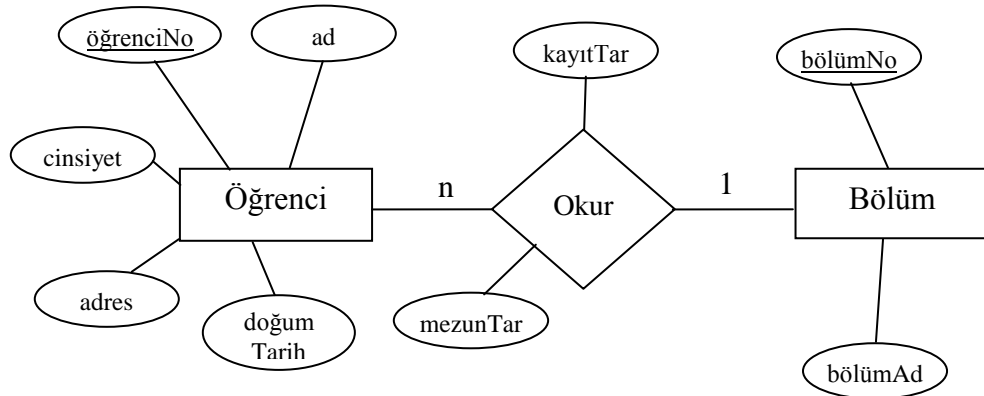 öğrenciNo
ad
kayıtTar
bölümNo
cinsiyet
Öğrenci
n
Okur
1
Bölüm
adres
doğum
Tarih
mezunTar
bölümAd